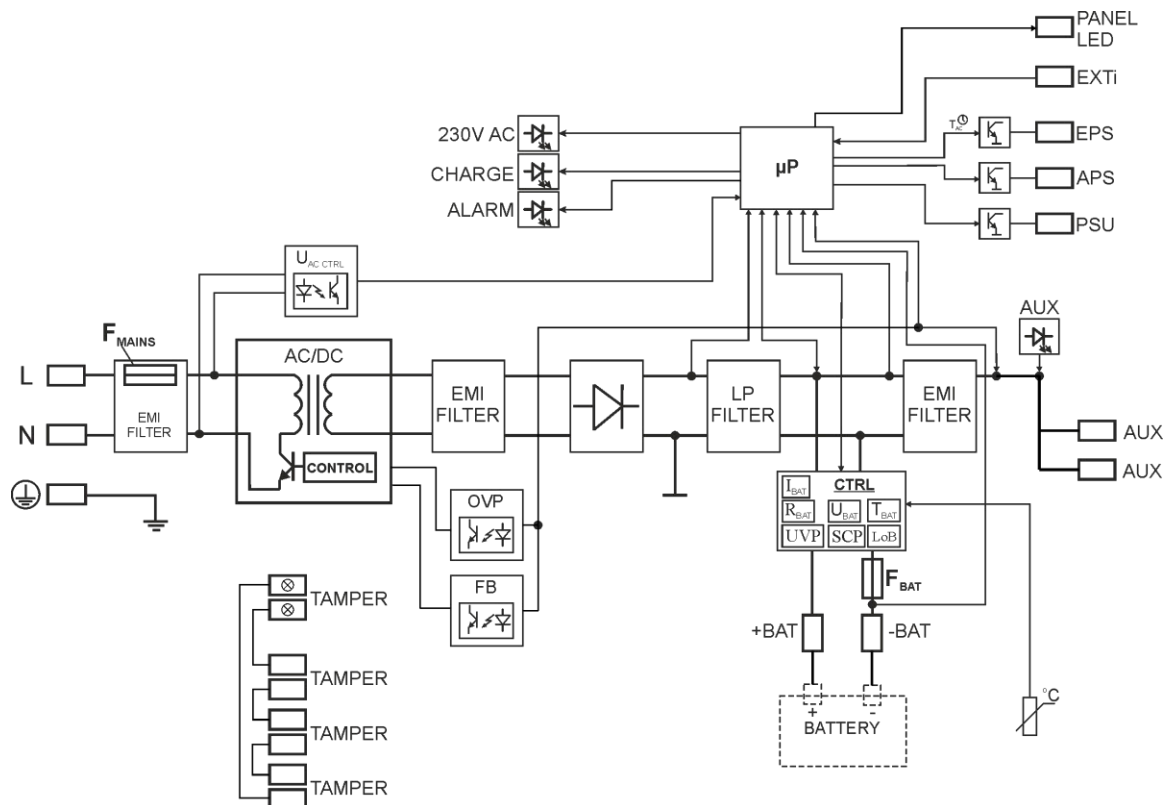 PANEL
LED
EXTi
230V AC
T AC
EPS
µP
CHARGE
APS
ALARM
PSU
U AC CTRL
AUX
F MAINS
AC/DC
L
EMI
FILTER
LP
FILTER
EMI
FILTER
EMI
FILTER
N
AUX
AUX
CONTROL
OVP
FB
I BAT
CTRL
R BAT
U BAT
T BAT
UVP
SCP
LoB
F BAT
+BAT
-BAT
°C
+
-
BATTERY
TAMPER
TAMPER
TAMPER
TAMPER